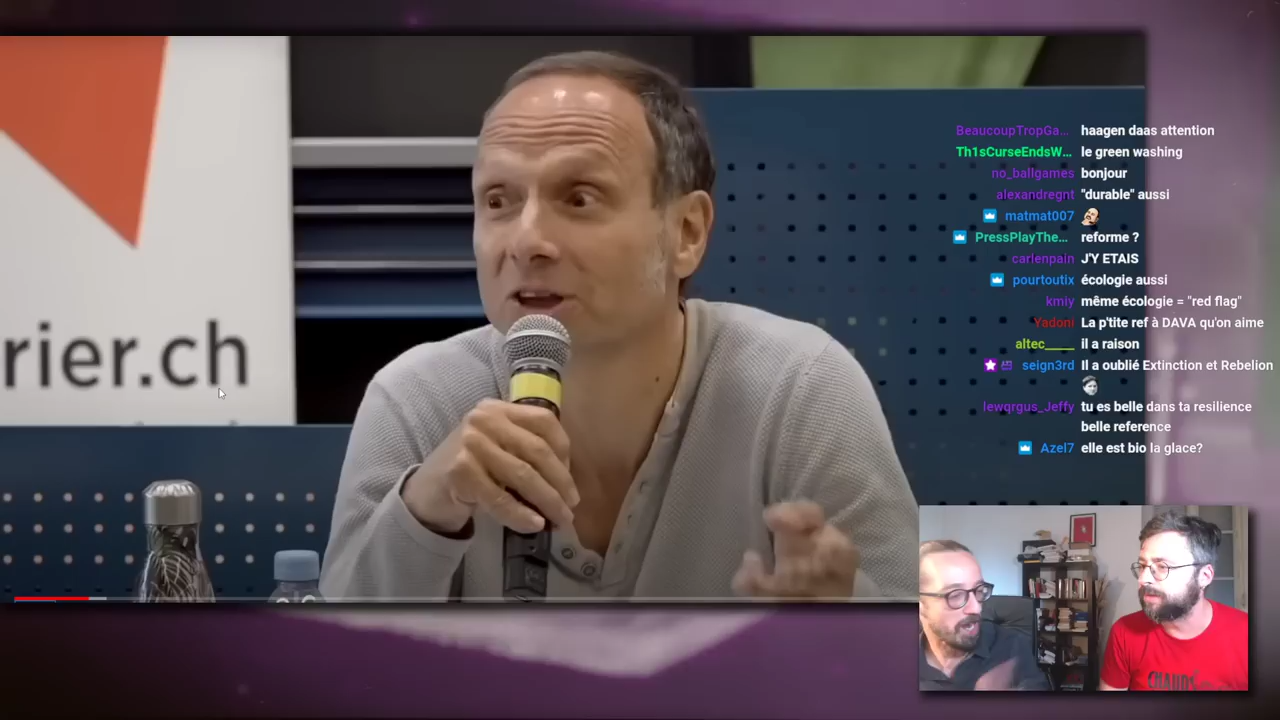 rier.ch
BeaucoupTropGa... haagen daas attention
Th1sCurseEndsW... le green washing
no_ballgames bonjour
alexandregnt "durable" aussi
matmat007
PressPlayThe... reforme ?
carlenpain J'Y ETAIS
pourtoutix écologie aussi
kmiy même écologie = "red flag"
Yadoni La p'tite ref à DAVA qu'on aime
altec_____ il a raison
seign3rd Il a oublié Extinction et Rebelion
lewqrgus_Jeffy tu es belle dans ta resilience
belle reference
Azel7 elle est bio la glace?
CHAUDS